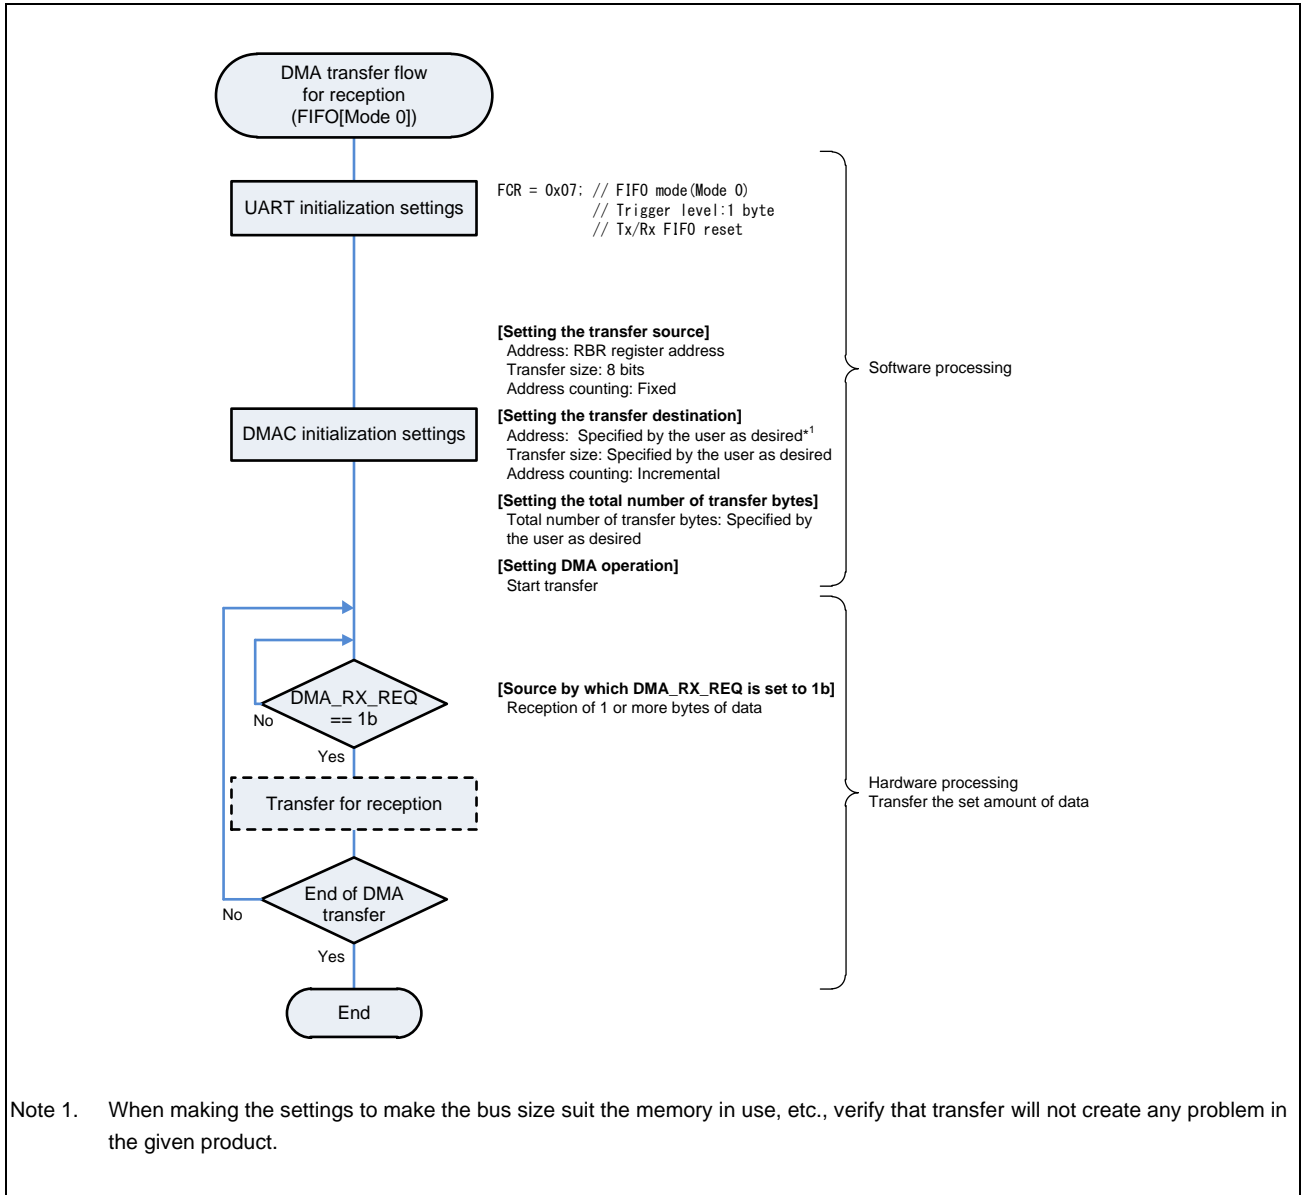 DMA transfer flow
for reception
(FIFO[Mode 0])
UART initialization settings
FCR = 0x07; // FIFO mode(Mode 0)
// Trigger level:1 byte
// Tx/Rx FIFO reset
[Setting the transfer source]
Address: RBR register address
Transfer size: 8 bits
Address counting: Fixed
Software processing
DMAC initialization settings
[Setting the transfer destination]
Address:  Specified by the user as desired*1
Transfer size: Specified by the user as desired
Address counting: Incremental
[Setting the total number of transfer bytes]
Total number of transfer bytes: Specified by
the user as desired
[Setting DMA operation]
Start transfer
DMA_RX_REQ
== 1b
No
Yes
[Source by which DMA_RX_REQ is set to 1b]
Reception of 1 or more bytes of data
Transfer for reception
Hardware processing
Transfer the set amount of data
End of DMA
transfer
No
Yes
End
Note 1. When making the settings to make the bus size suit the memory in use, etc., verify that transfer will not create any problem in
the given product.